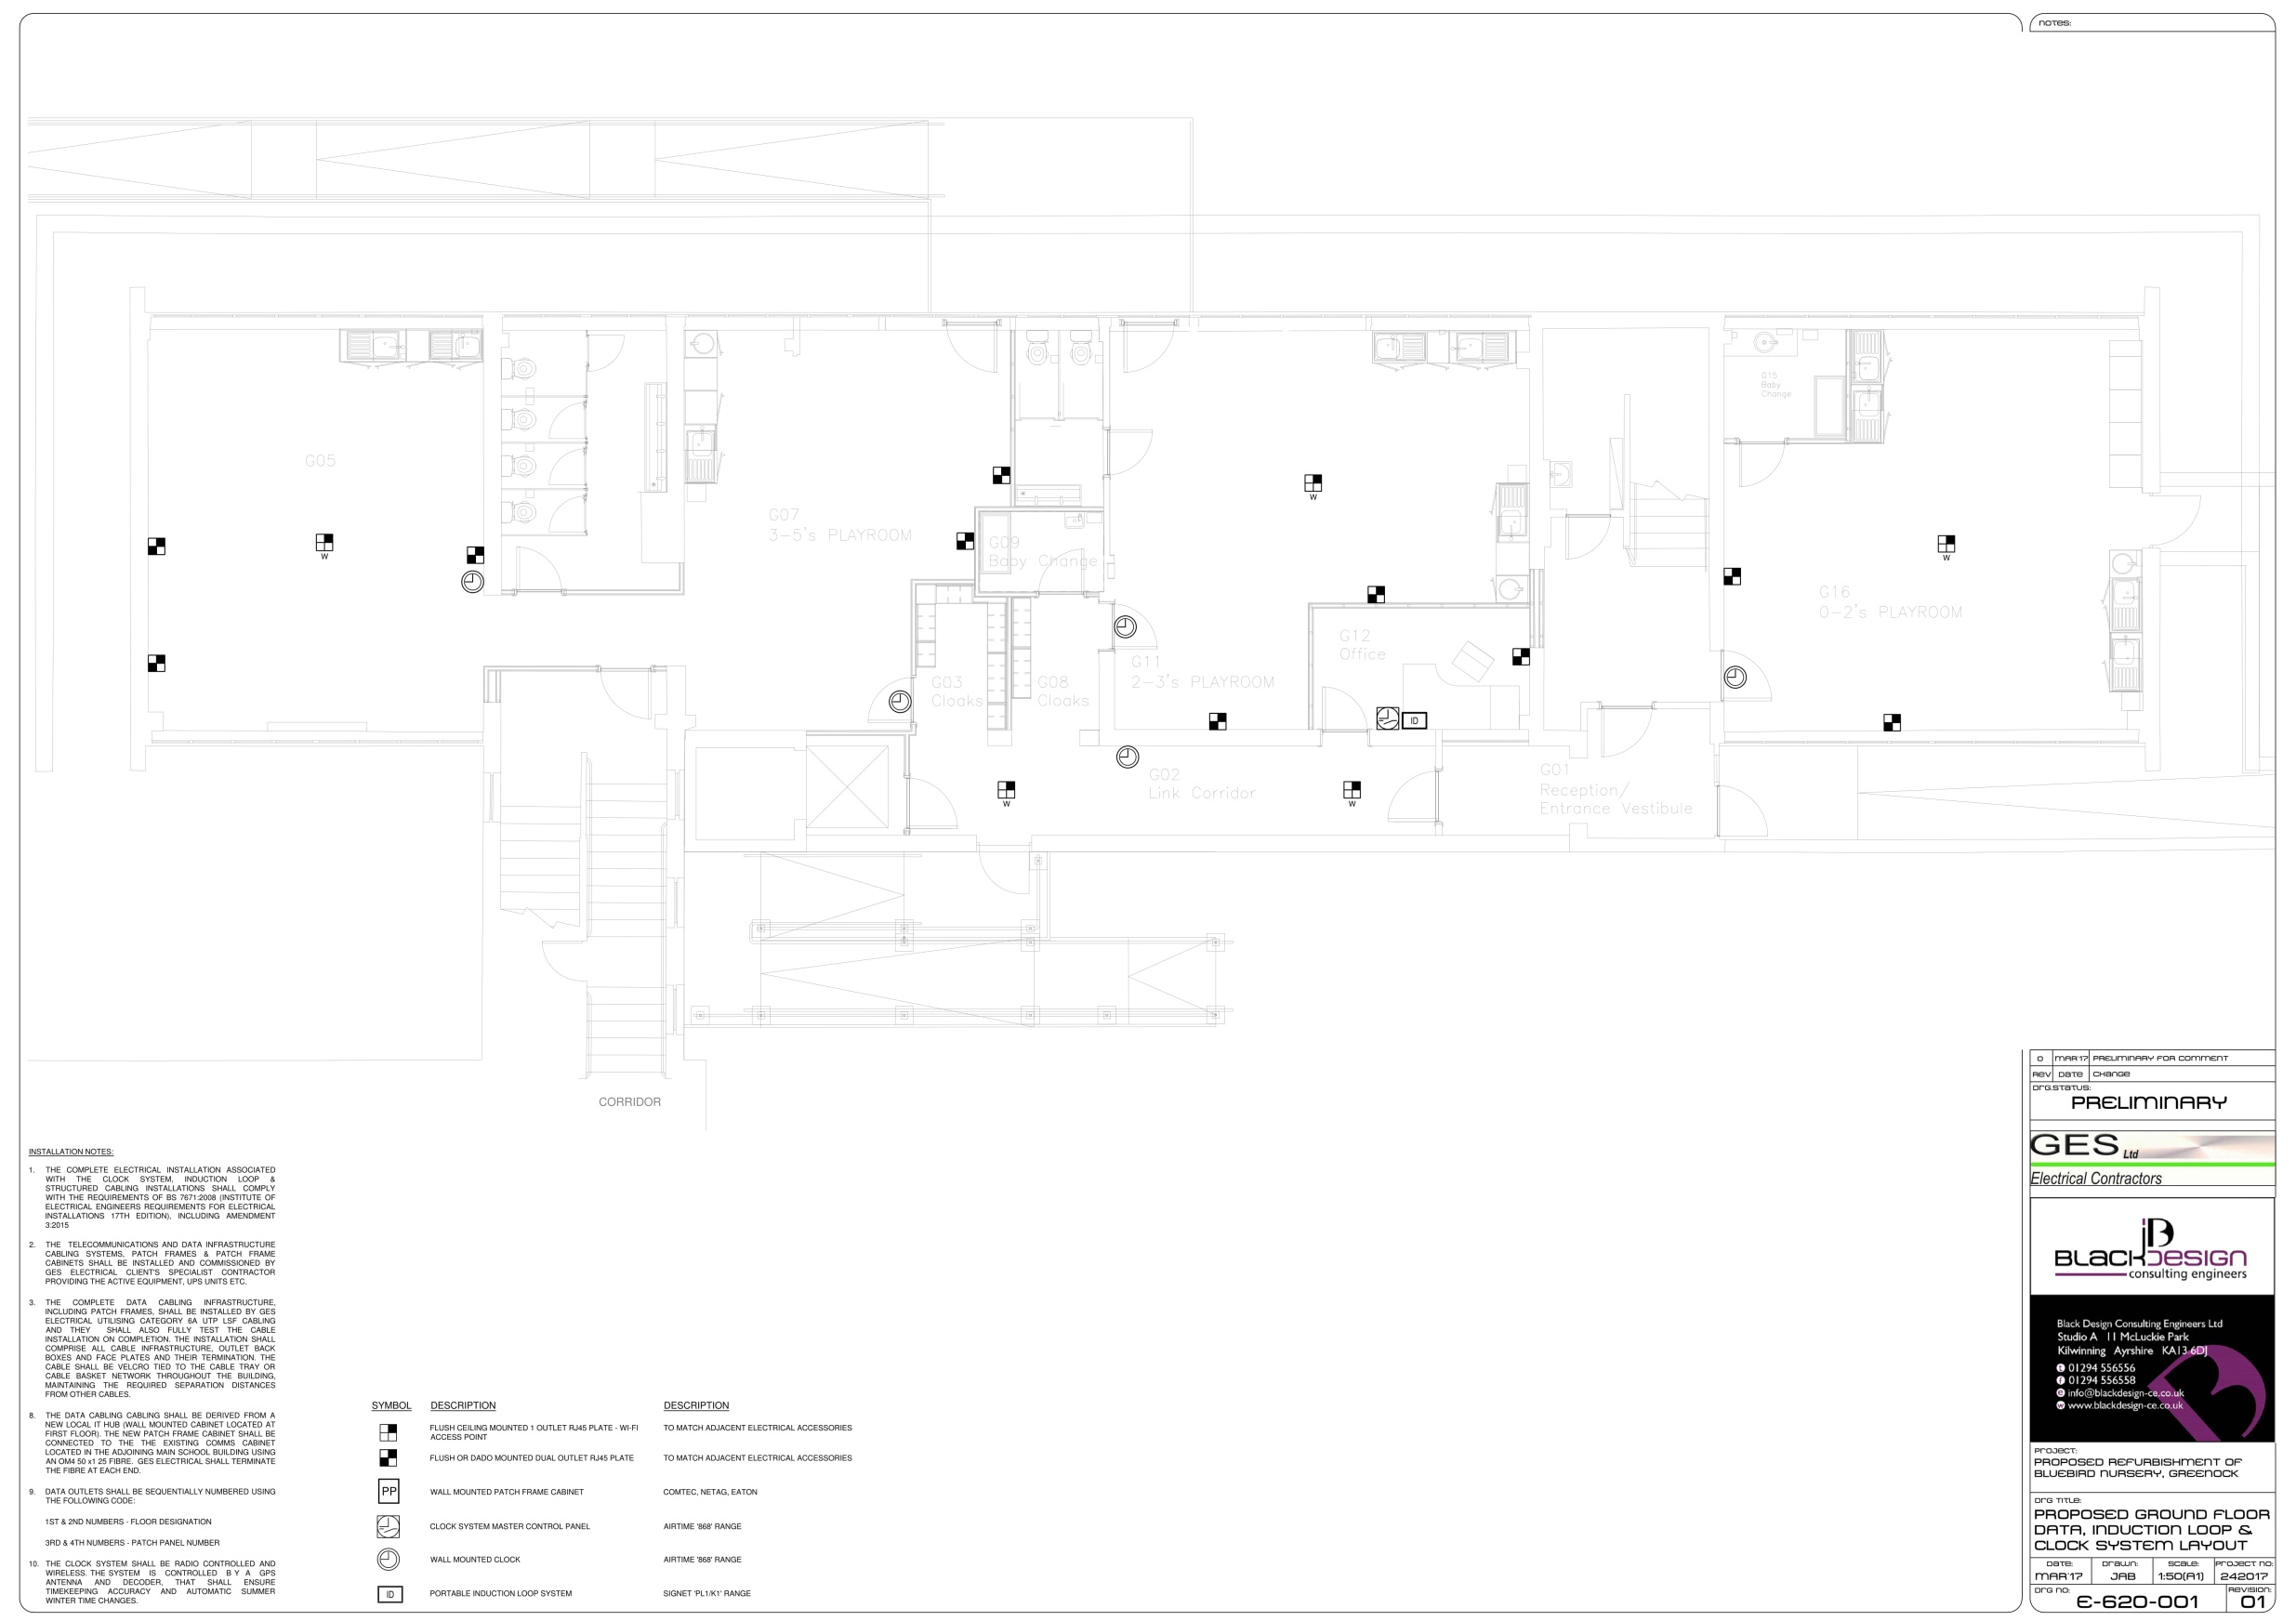 NOTES:
G05
G07
3-5's PLAYROOM
G09
Baby Change
G15
Baby
Change
G16
0-2's PLAYROOM
G12
Office
G11
2-3's PLAYROOM
G03
Cloaks
G08
Cloaks
G02
Link Corridor
G01
Reception/
Entrance Vestibule
W
W
W
W
W
ID
CORRIDOR
INSTALLATION NOTES:
1. THE COMPLETE ELECTRICAL INSTALLATION ASSOCIATED
WITH THE CLOCK SYSTEM, INDUCTION LOOP &
STRUCTURED CABLING INSTALLATIONS SHALL COMPLY
WITH THE REQUIREMENTS OF BS 7671:2008 (INSTITUTE OF
ELECTRICAL ENGINEERS REQUIREMENTS FOR ELECTRICAL
INSTALLATIONS 17TH EDITION), INCLUDING AMENDMENT
3:2015
2. THE TELECOMMUNICATIONS AND DATA INFRASTRUCTURE
CABLING SYSTEMS, PATCH FRAMES & PATCH FRAME
CABINETS SHALL BE INSTALLED AND COMMISSIONED BY
GES ELECTRICAL CLIENT'S SPECIALIST CONTRACTOR
PROVIDING THE ACTIVE EQUIPMENT, UPS UNITS ETC.
3. THE COMPLETE DATA CABLING INFRASTRUCTURE,
INCLUDING PATCH FRAMES, SHALL BE INSTALLED BY GES
ELECTRICAL UTILISING CATEGORY 6A UTP LSF CABLING
AND THEY SHALL ALSO FULLY TEST THE CABLE
INSTALLATION ON COMPLETION. THE INSTALLATION SHALL
COMPRISE ALL CABLE INFRASTRUCTURE, OUTLET BACK
BOXES AND FACE PLATES AND THEIR TERMINATION. THE
CABLE SHALL BE VELCRO TIED TO THE CABLE TRAY OR
CABLE BASKET NETWORK THROUGHOUT THE BUILDING,
MAINTAINING THE REQUIRED SEPARATION DISTANCES
FROM OTHER CABLES.
8. THE DATA CABLING CABLING SHALL BE DERIVED FROM A
NEW LOCAL IT HUB (WALL MOUNTED CABINET LOCATED AT
FIRST FLOOR). THE NEW PATCH FRAME CABINET SHALL BE
CONNECTED TO THE THE EXISTING COMMS CABINET
LOCATED IN THE ADJOINING MAIN SCHOOL BUILDING USING
AN OM4 50 x1 25 FIBRE. GES ELECTRICAL SHALL TERMINATE
THE FIBRE AT EACH END.
9. DATA OUTLETS SHALL BE SEQUENTIALLY NUMBERED USING
THE FOLLOWING CODE:
1ST & 2ND NUMBERS - FLOOR DESIGNATION
3RD & 4TH NUMBERS - PATCH PANEL NUMBER
10. THE CLOCK SYSTEM SHALL BE RADIO CONTROLLED AND
WIRELESS. THE SYSTEM IS CONTROLLED B Y A GPS
ANTENNA AND DECODER, THAT SHALL ENSURE
TIMEKEEPING ACCURACY AND AUTOMATIC SUMMER
WINTER TIME CHANGES.
SYMBOL DESCRIPTION DESCRIPTION
FLUSH CEILING MOUNTED 1 OUTLET RJ45 PLATE - WI-FI TO MATCH ADJACENT ELECTRICAL ACCESSORIES
ACCESS POINT
FLUSH OR DADO MOUNTED DUAL OUTLET RJ45 PLATE TO MATCH ADJACENT ELECTRICAL ACCESSORIES
PP WALL MOUNTED PATCH FRAME CABINET COMTEC, NETAG, EATON
CLOCK SYSTEM MASTER CONTROL PANEL AIRTIME '868' RANGE
WALL MOUNTED CLOCK AIRTIME '868' RANGE
ID PORTABLE INDUCTION LOOP SYSTEM SIGNET 'PL1/K1' RANGE
0 MAR'17 PRELIMINARY FOR COMMENT
REV DATE CHANGE
DRG.STATUS:
PRELIMINARY
GES Ltd
Electrical Contractors
jB
BLACKDESIGN
consulting engineers
Black Design Consulting Engineers Ltd
Studio A 11 McLuckie Park
Kilwinning Ayrshire KA13 6DJ
t 01294 556556
f 01294 556558
e info@blackdesign-ce.co.uk
w www.blackdesign-ce.co.uk
PROJECT:
PROPOSED REFURBISHMENT OF
BLUEBIRD NURSERY, GREENOCK
DRG TITLE:
PROPOSED GROUND FLOOR
DATA, INDUCTION LOOP &
CLOCK SYSTEM LAYOUT
DATE: DRAWN: SCALE: PROJECT NO:
MAR'17 JAB 1:50(A1) 242017
DRG NO: REVISION:
E-620-001 01